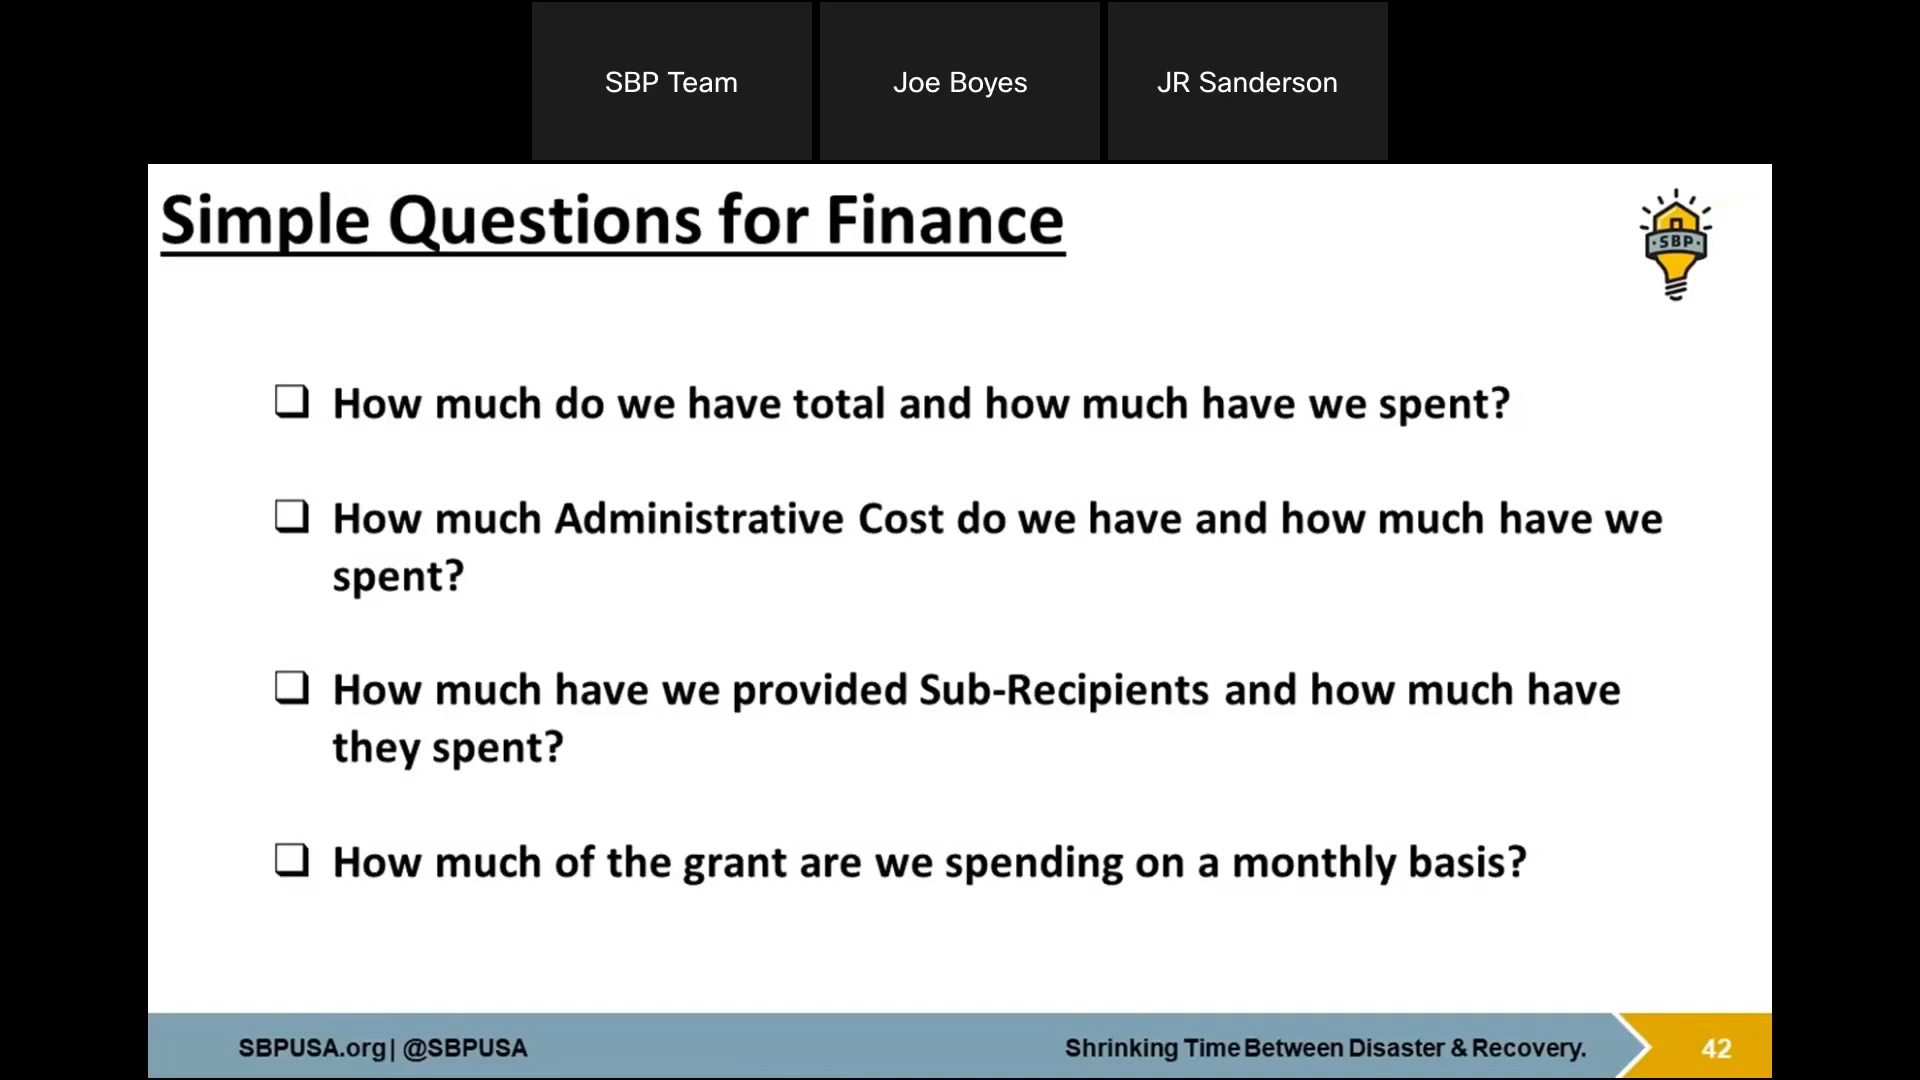 SBP Team
Joe Boyes
JR Sanderson
Simple Questions for Finance
·SBP·
How much do we have total and how much have we spent?
How much Administrative Cost do we have and how much have we
spent?
How much have we provided Sub-Recipients and how much have
they spent?
How much of the grant are we spending on a monthly basis?
SBPUSA.org| @SBPUSA
Shrinking Time Between Disaster & Recovery.
42